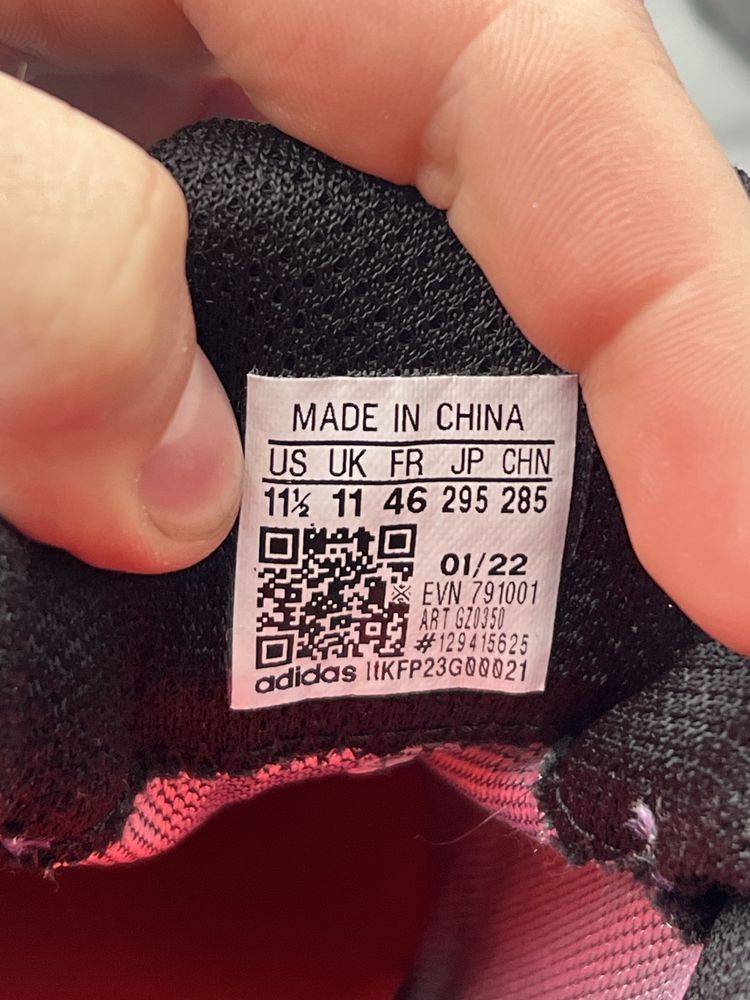 MADE IN CHINA
US UK FR JP CHN
11½ 11 46 295 285
01/22
EVN 791001
ART GZ0350
#129415625
adidas ItKFP23G00021